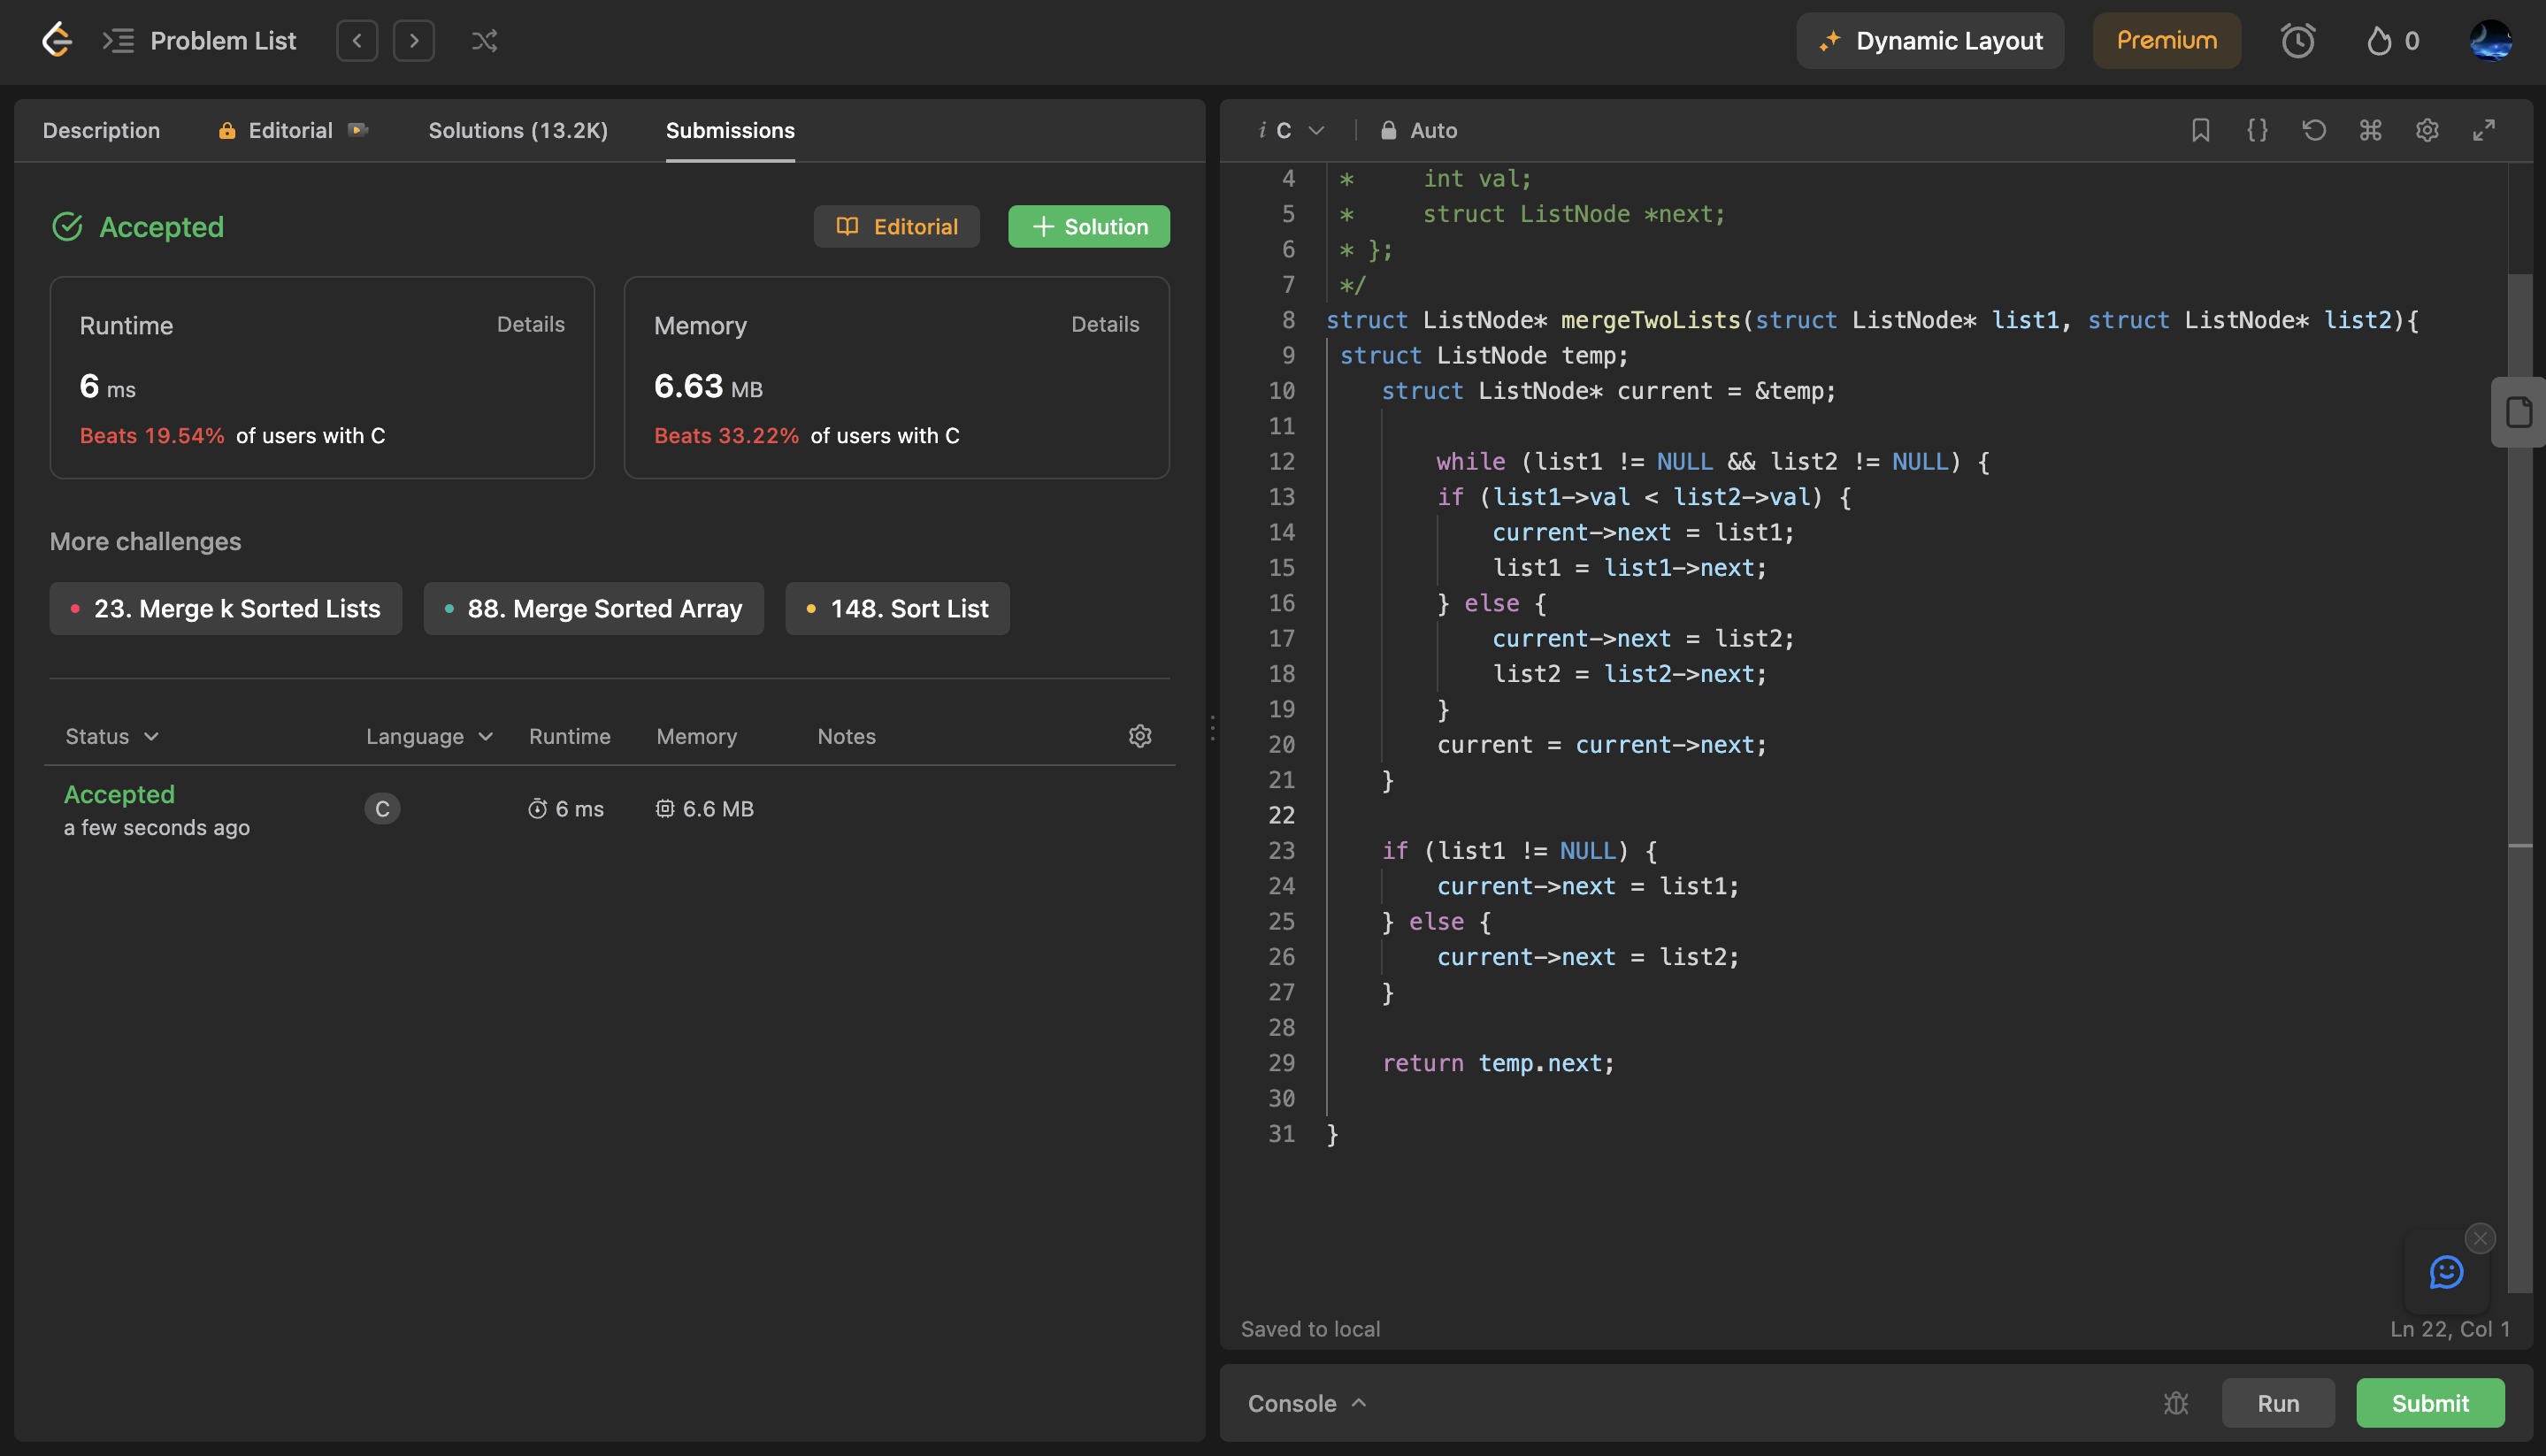 Problem List
Dynamic Layout
Premium
0
Description
Editorial
Solutions (13.2K)
Submissions
Accepted
Editorial
Solution
Runtime
Details
6 ms
Beats 19.54% of users with C
Memory
Details
6.63 MB
Beats 33.22% of users with C
More challenges
23. Merge k Sorted Lists
88. Merge Sorted Array
148. Sort List
Status Language Runtime Memory Notes
Accepted
a few seconds ago
C
6 ms
6.6 MB
i C
Auto
4 *     int val;
5 *     struct ListNode *next;
6 * };
7 */
8 struct ListNode* mergeTwoLists(struct ListNode* list1, struct ListNode* list2){
9  struct ListNode temp;
10     struct ListNode* current = &temp;
11
12         while (list1 != NULL && list2 != NULL) {
13         if (list1->val < list2->val) {
14             current->next = list1;
15             list1 = list1->next;
16         } else {
17             current->next = list2;
18             list2 = list2->next;
19         }
20         current = current->next;
21     }
22
23     if (list1 != NULL) {
24         current->next = list1;
25     } else {
26         current->next = list2;
27     }
28
29     return temp.next;
30
31 }
Saved to local
Ln 22, Col 1
Console
Run
Submit